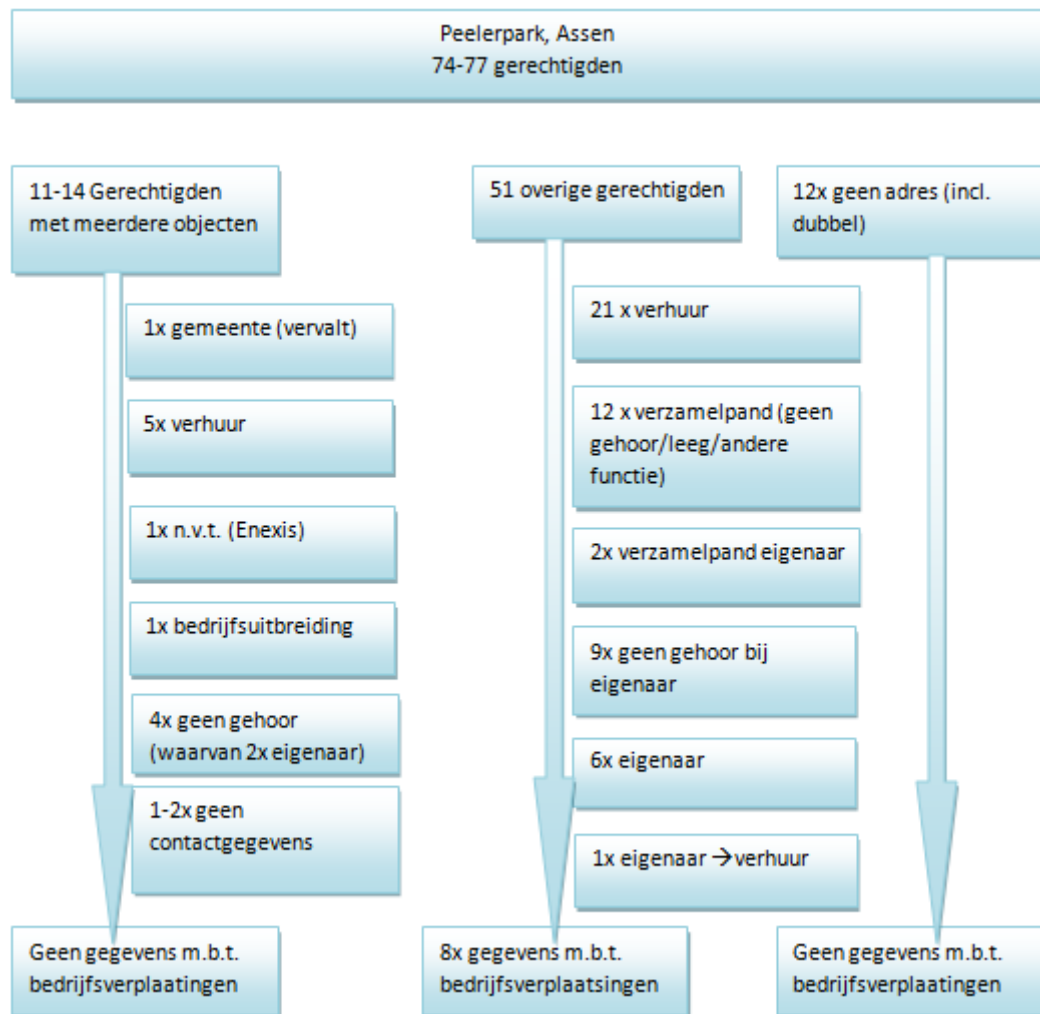 Peelerpark, Assen
74-77 gerechtigden
11-14 Gerechtigden
met meerdere objecten
1x gemeente (vervalt)
5x verhuur
1x n.v.t. (Enexis)
1x bedrijfsuitbreiding
4x geen gehoor
(waarvan 2x eigenaar)
1-2x geen
contactgegevens
Geen gegevens m.b.t.
bedrijfsverplaatingen
51 overige gerechtigden
21 x verhuur
12 x verzamelpand (geen
gehoor/leeg/andere
functie)
2x verzamelpand eigenaar
9x geen gehoor bij
eigenaar
6x eigenaar
1x eigenaar → verhuur
8x gegevens m.b.t.
bedrijfsverplaatsingen
12x geen adres (incl.
dubbel)
Geen gegevens m.b.t.
bedrijfsverplaatingen